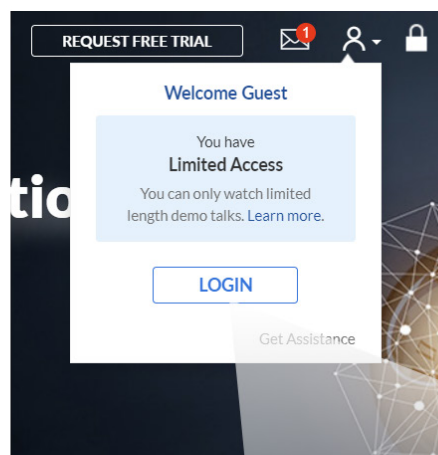 REQUEST FREE TRIAL
1
Welcome Guest
You have
Limited Access
You can only watch limited
length demo talks. Learn more.
tio
LOGIN
Get Assistance